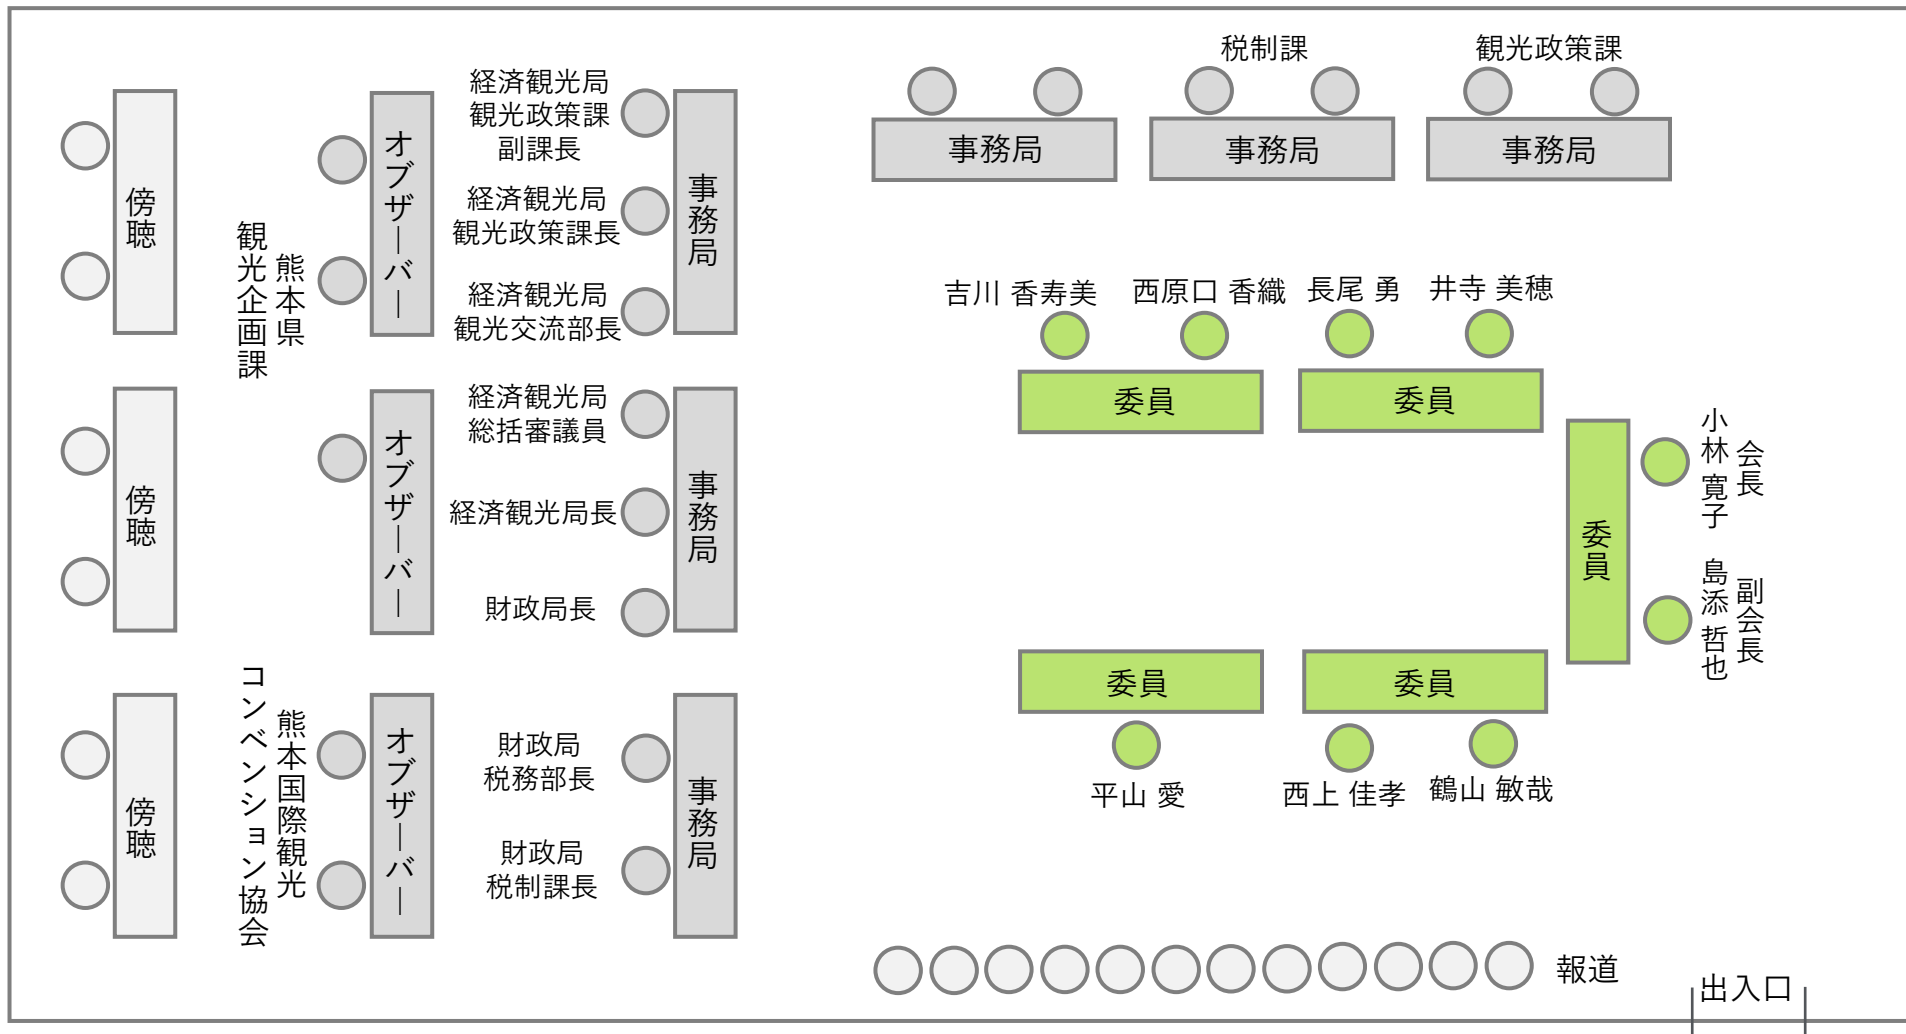 税制課
観光政策課
事務局
事務局
事務局
傍聴
傍聴
傍聴
熊本県
観光企画課
熊本国際観光
コンベンション協会
オブザーバー
オブザーバー
オブザーバー
経済観光局
観光政策課
副課長
経済観光局
観光政策課長
経済観光局
観光交流部長
事務局
経済観光局
総括審議員
経済観光局長
財政局長
事務局
財政局
税務部長
財政局
税制課長
事務局
吉川 香寿美
西原口 香織
長尾 勇
井寺 美穂
委員
委員
会長
小林 寛子
副会長
島添 哲也
委員
委員
委員
平山 愛
西上 佳孝
鶴山 敏哉
報道
出入口